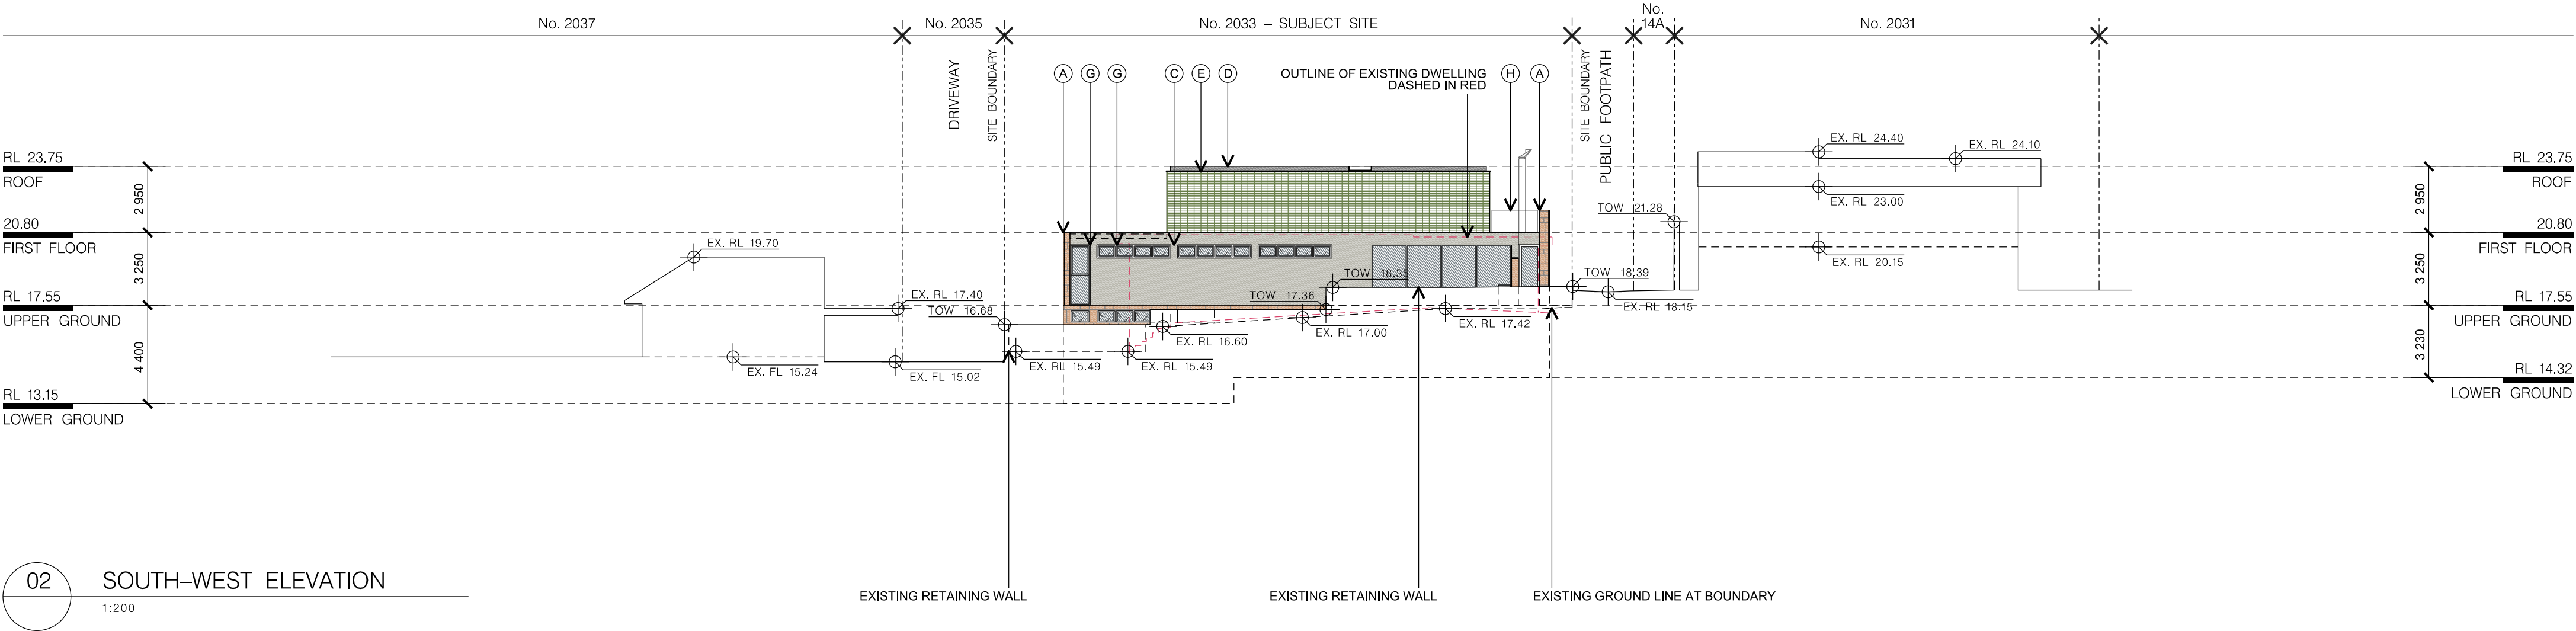 No. 2037
No. 2035
No. 2033 – SUBJECT SITE
No.
14A
No. 2031
DRIVEWAY
SITE BOUNDARY
A
G
G
C
E
D
OUTLINE OF EXISTING DWELLING
DASHED IN RED
H
A
SITE BOUNDARY
PUBLIC FOOTPATH
RL 23.75
ROOF
2 950
20.80
FIRST FLOOR
3 250
RL 17.55
UPPER GROUND
4 400
RL 13.15
LOWER GROUND
EX. RL 19.70
EX. RL 17.40
TOW 16.68
EX. FL 15.24
EX. FL 15.02
EX. RL 15.49
EX. RL 15.49
EX. RL 16.60
TOW 17.36
TOW 18.35
EX. RL 17.00
EX. RL 17.42
TOW 18.39
EX. RL 18.15
TOW 21.28
EX. RL 24.40
EX. RL 24.10
EX. RL 23.00
EX. RL 20.15
RL 23.75
ROOF
2 950
20.80
FIRST FLOOR
3 250
RL 17.55
UPPER GROUND
3 230
RL 14.32
LOWER GROUND
02
SOUTH–WEST ELEVATION
1:200
EXISTING RETAINING WALL
EXISTING RETAINING WALL
EXISTING GROUND LINE AT BOUNDARY